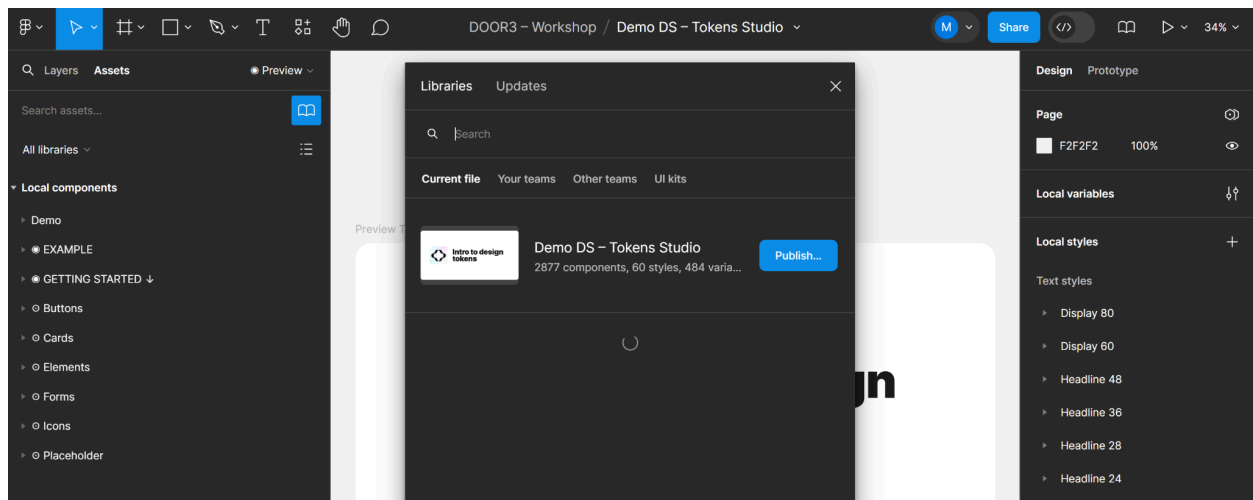 DOOR3 – Workshop / Demo DS – Tokens Studio
M
Share
34%
Layers Assets
Preview
Search assets...
All libraries
Local components
Demo
EXAMPLE
GETTING STARTED ↓
Buttons
Cards
Elements
Forms
Icons
Placeholder
Preview T
gn
Libraries Updates
Search
Current file Your teams Other teams UI kits
Intro to design
tokens
Demo DS – Tokens Studio
2877 components, 60 styles, 484 varia...
Publish...
Design Prototype
Page
F2F2F2 100%
Local variables
Local styles
Text styles
Display 80
Display 60
Headline 48
Headline 36
Headline 28
Headline 24